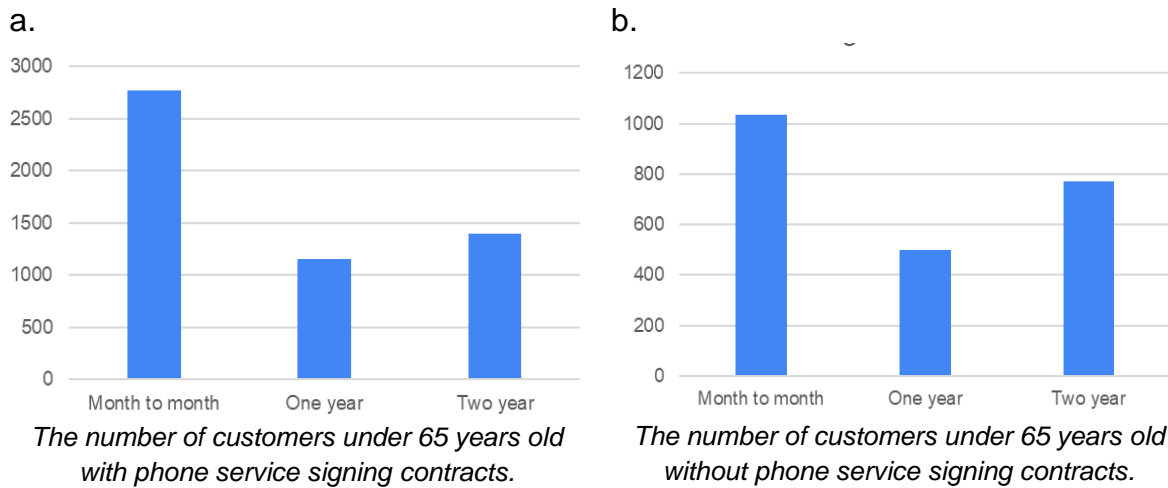 a.
3000
2500
2000
1500
1000
500
0
Month to month One year Two year
The number of customers under 65 years old
with phone service signing contracts.
b.
1200
1000
800
600
400
200
0
Month to month One year Two year
The number of customers under 65 years old
without phone service signing contracts.